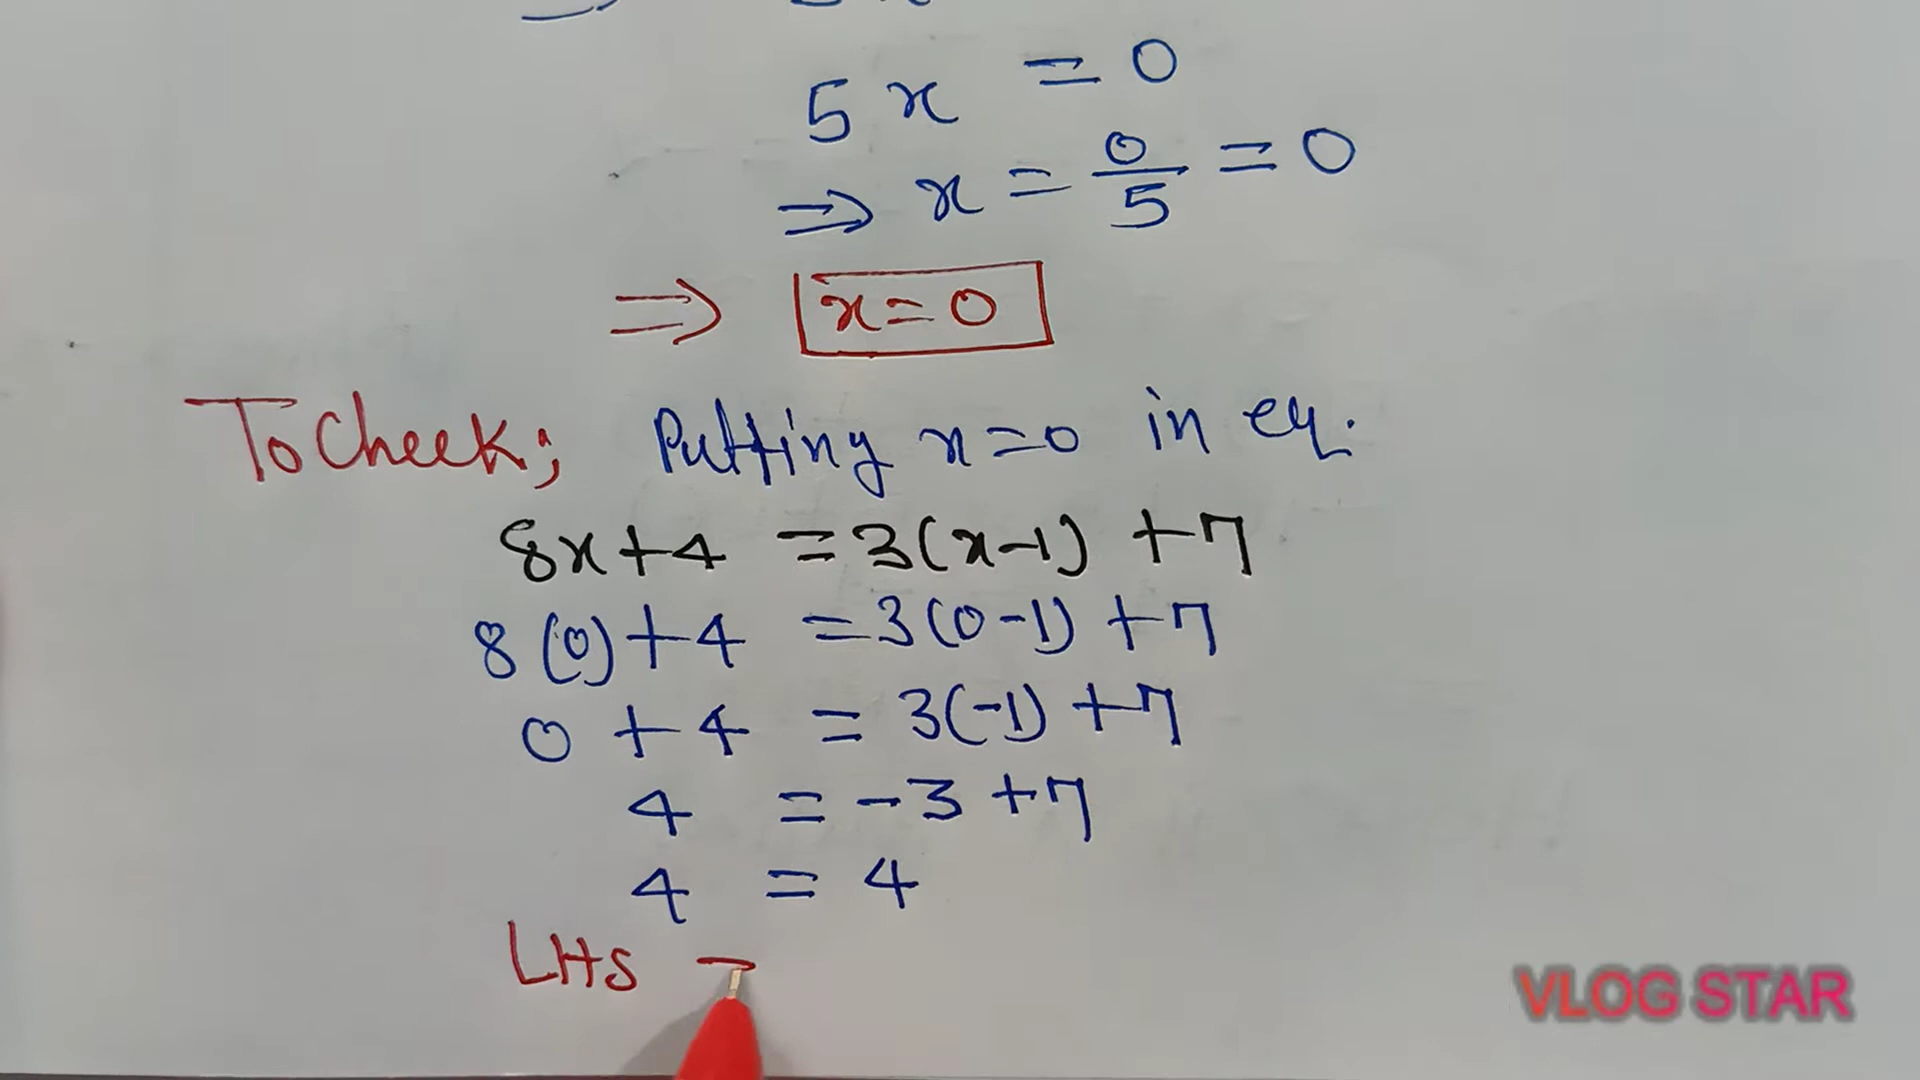 5x = 0
⇒ x = 0/5 = 0
⇒ x = 0
To Cheek; Putting x=0 in eq.
8x+4 = 3(x-1) +7
8(0)+4 = 3(0-1) +7
0 + 4 = 3(-1) +7
4 = -3 +7
4 = 4
LHS
VLOG STAR